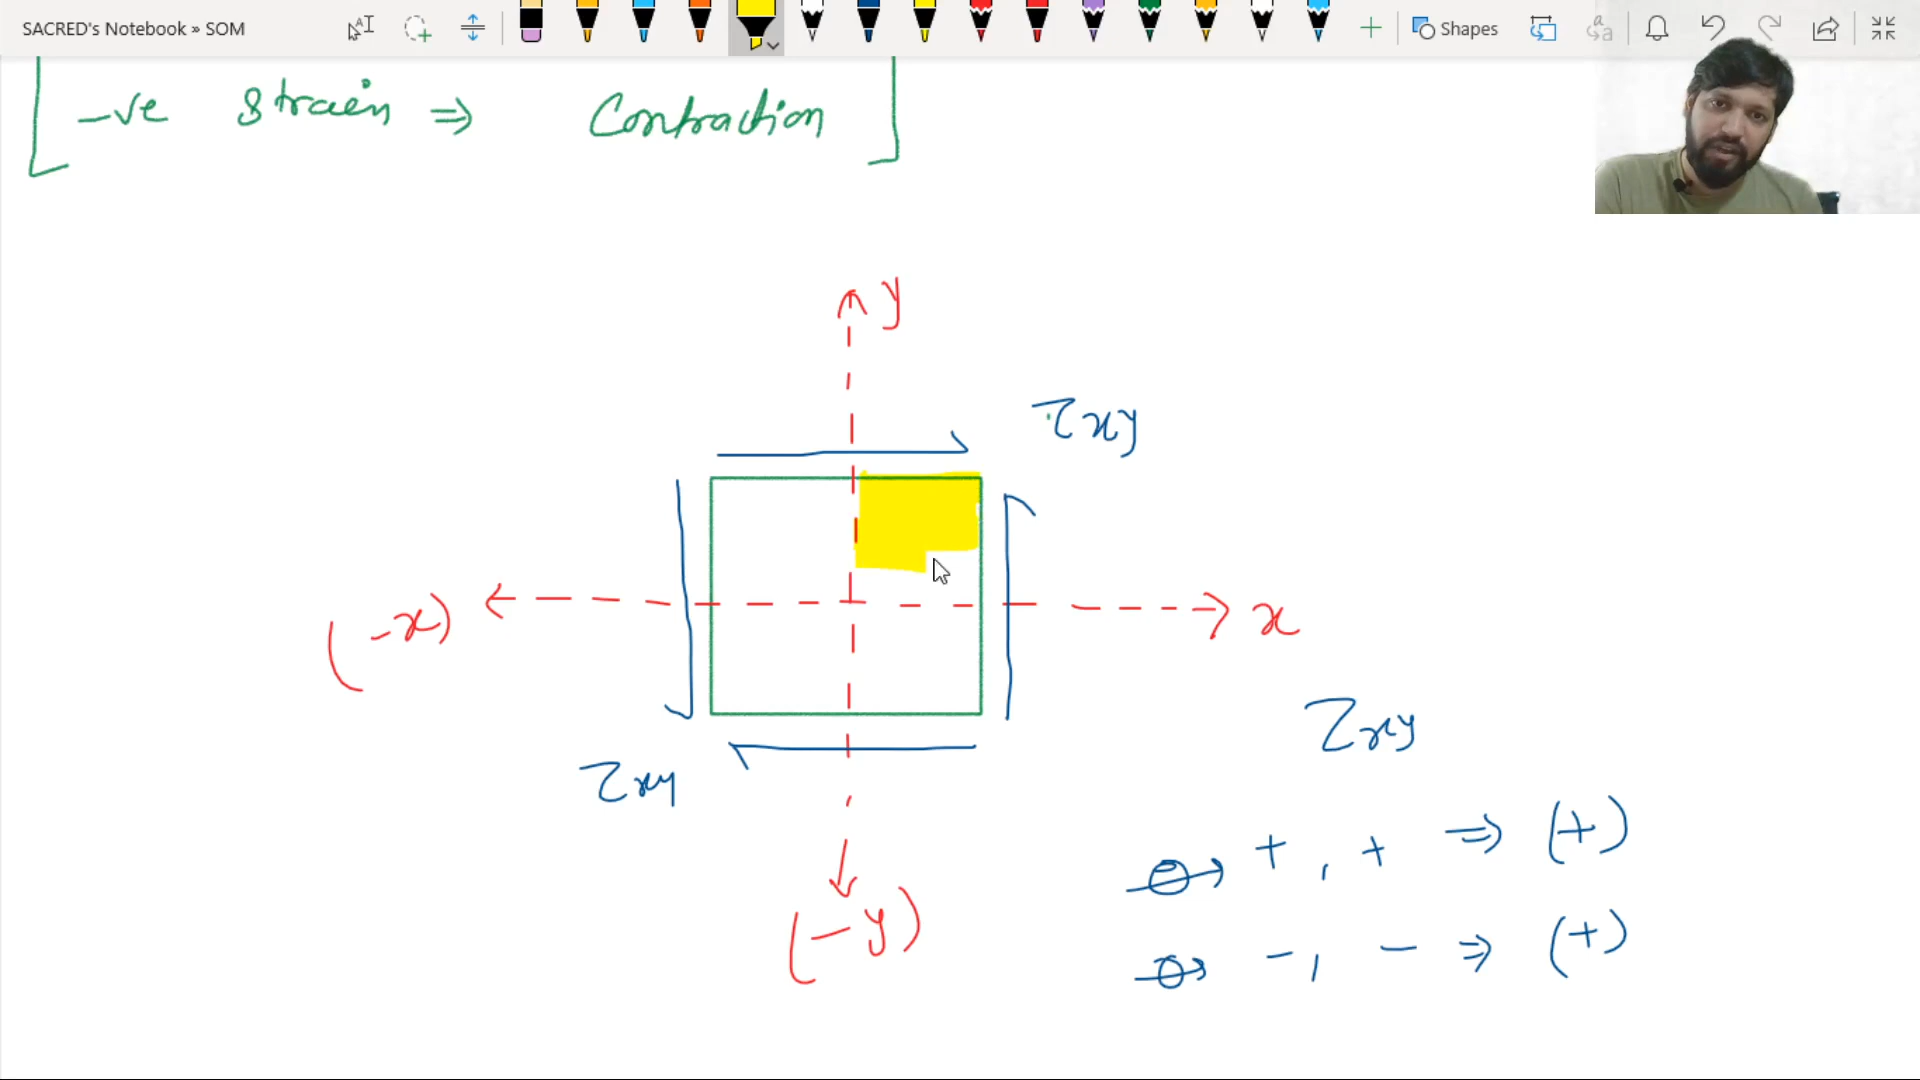 SACRED's Notebook » SOM
Shapes
-ve strain ⇒ Contraction
y
τxy
(-x)
x
τxy
τxy
(-y)
+ , + ⇒ (+)
- , - ⇒ (+)